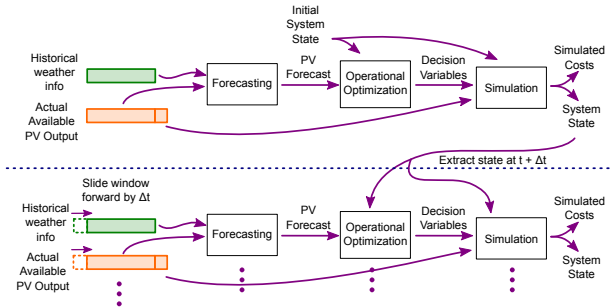 Initial
System
State
Historical
weather
info
Actual
Available
PV Output
Forecasting
PV
Forecast
Operational
Optimization
Decision
Variables
Simulation
Simulated
Costs
System
State
Extract state at t + Δt
Slide window
forward by Δt
Historical
weather
info
Actual
Available
PV Output
Forecasting
PV
Forecast
Operational
Optimization
Decision
Variables
Simulation
Simulated
Costs
System
State